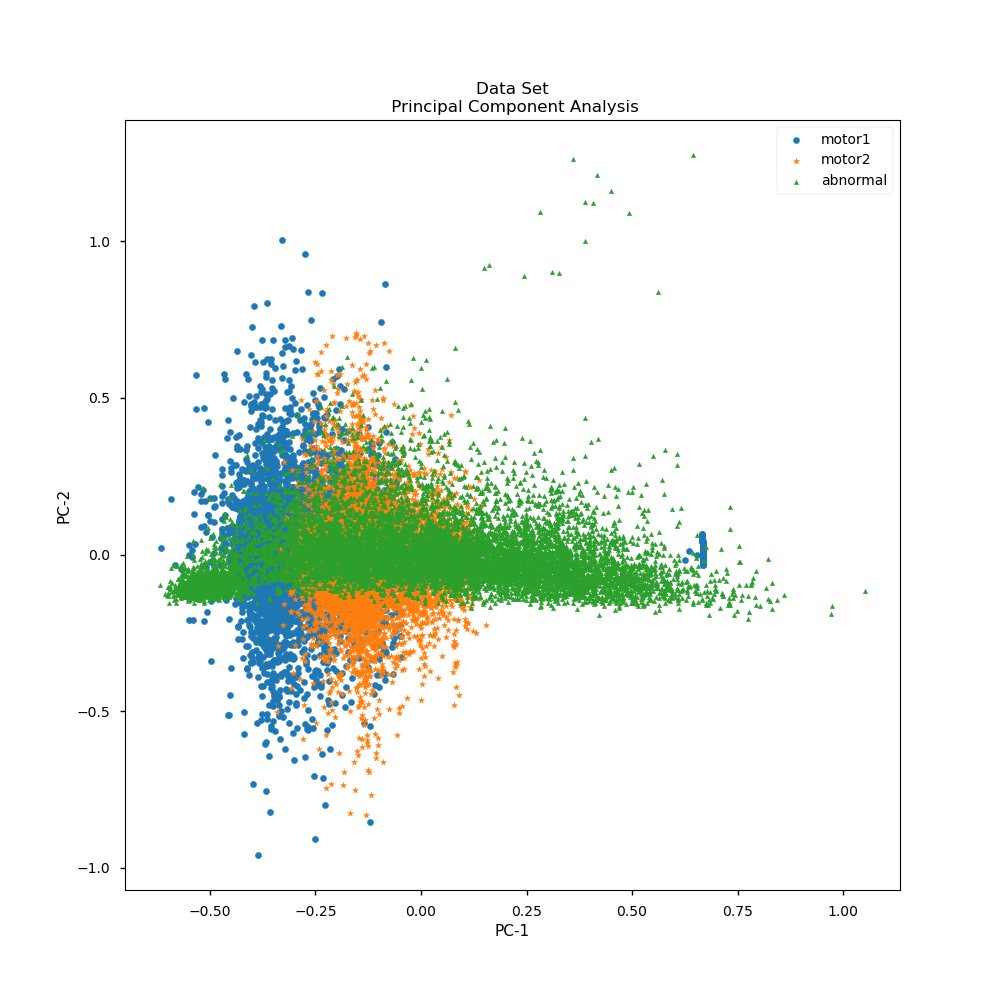 Data Set
Principal Component Analysis
motor1
motor2
abnormal
PC-2
1.0
0.5
0.0
−0.5
−1.0
−0.50
−0.25
0.00
0.25
0.50
0.75
1.00
PC-1